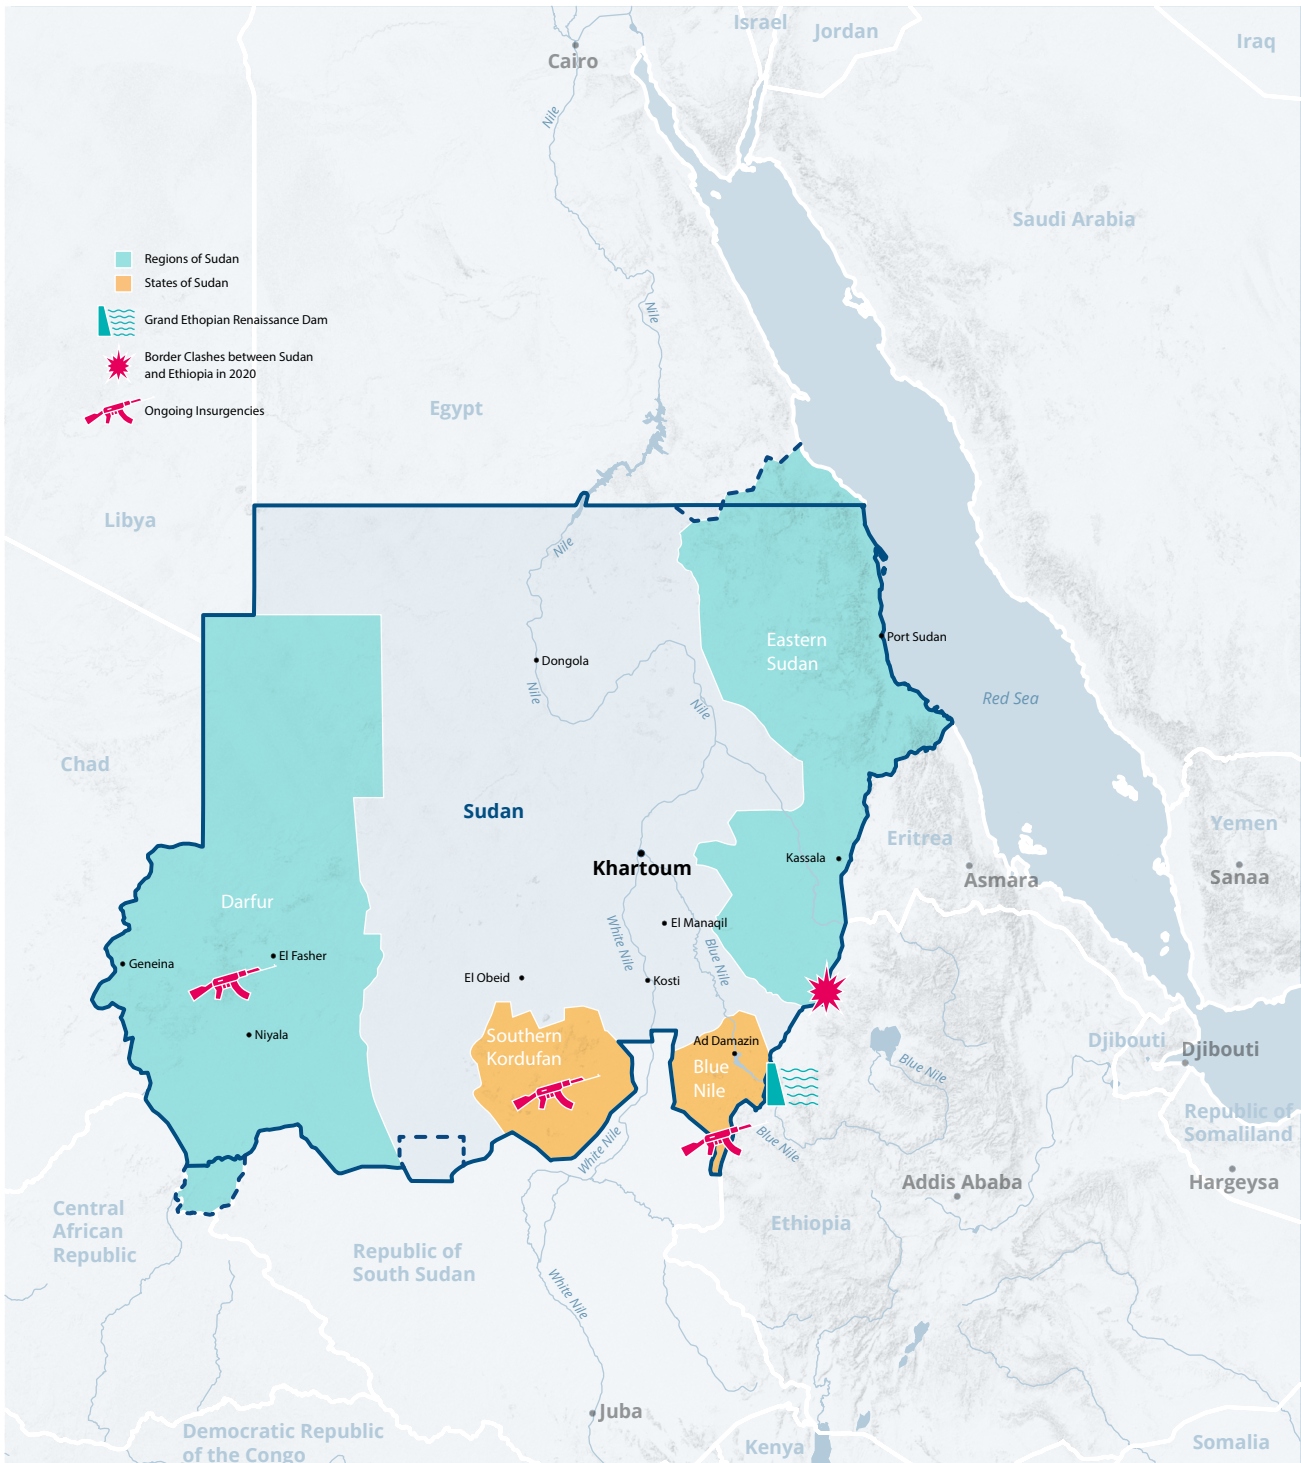 Israel
Jordan
Iraq
Cairo
Nile
Saudi Arabia
Regions of Sudan
States of Sudan
Grand Ethopian Renaissance Dam
Border Clashes between Sudan
and Ethiopia in 2020
Ongoing Insurgencies
Nile
Egypt
Libya
Nile
Eastern
Sudan
Port Sudan
Dongola
Nile
Nile
Red Sea
Chad
Sudan
Yemen
Eritrea
Khartoum
Kassala
Asmara
Sanaa
Darfur
El Manaqil
White Nile
Blue Nile
Geneina
El Fasher
El Obeid
Kosti
Niyala
Southern
Kordufan
Ad Damazin
Blue
Nile
Djibouti
Djibouti
Blue Nile
Republic of
Somaliland
White Nile
Blue Nile
Addis Ababa
Hargeysa
Central
African
Republic
Ethiopia
Republic of
South Sudan
White Nile
Juba
Democratic Republic
of the Congo
Kenya
Somalia